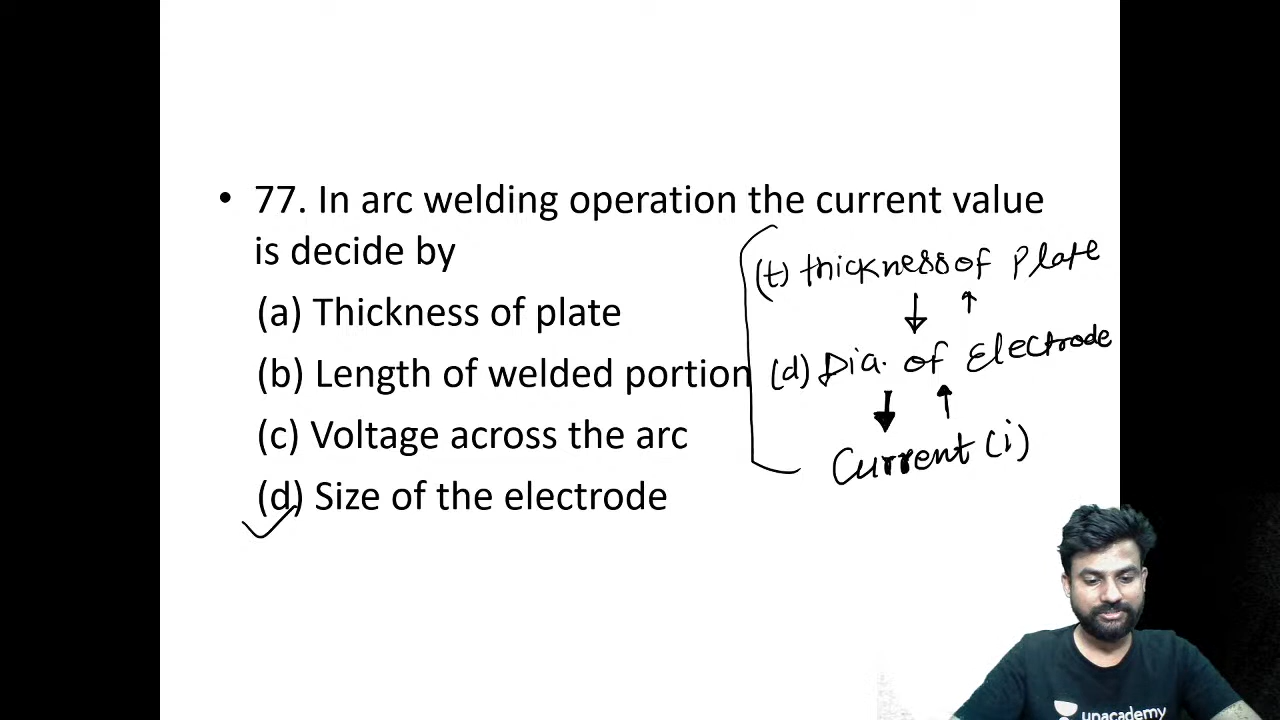 • 77. In arc welding operation the current value
is decide by
(a) Thickness of plate
(b) Length of welded portion
(c) Voltage across the arc
(d) Size of the electrode
(t) thickness of plate
(d) Dia. of Electrode
Current (i)
unacademy